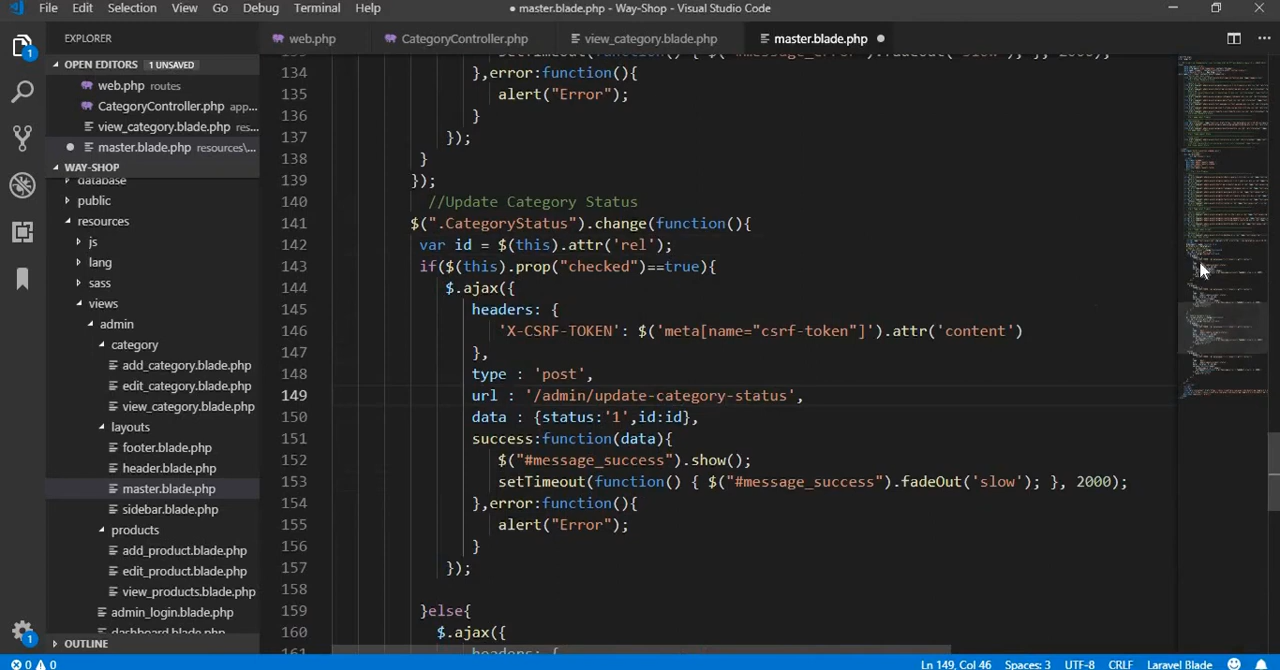 File Edit Selection View Go Debug Terminal Help
● master.blade.php - Way-Shop - Visual Studio Code
EXPLORER
OPEN EDITORS 1 UNSAVED
web.php routes
CategoryController.php app...
view_category.blade.php res...
master.blade.php resources\...
WAY-SHOP
database
public
resources
js
lang
sass
views
admin
category
add_category.blade.php
edit_category.blade.php
view_category.blade.php
layouts
footer.blade.php
header.blade.php
master.blade.php
sidebar.blade.php
products
add_product.blade.php
edit_product.blade.php
view_products.blade.php
admin_login.blade.php
dashboard.blade.php
OUTLINE
web.php CategoryController.php view_category.blade.php master.blade.php
134 },error:function(){
135 alert("Error");
136 }
137 });
138 }
139 });
140 //Update Category Status
141 $(".CategoryStatus").change(function(){
142 var id = $(this).attr('rel');
143 if($(this).prop("checked")==true){
144 $.ajax({
145 headers: {
146 'X-CSRF-TOKEN': $('meta[name="csrf-token"]').attr('content')
147 },
148 type : 'post',
149 url : '/admin/update-category-status',
150 data : {status:'1',id:id},
151 success:function(data){
152 $("#message_success").show();
153 setTimeout(function() { $("#message_success").fadeOut('slow'); }, 2000);
154 },error:function(){
155 alert("Error");
156 }
157 });
158
159 }else{
160 $.ajax({
161 headers: {
0 0 Ln 149, Col 46 Spaces: 3 UTF-8 CRLF Laravel Blade